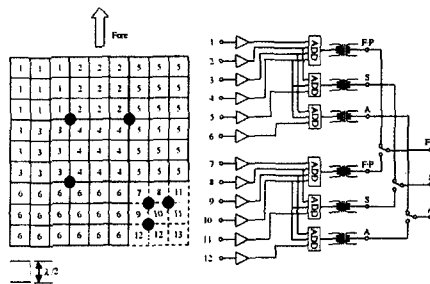 Fore
1 1 1 2 2 2 5 5 5
1 1 1 2 2 2 5 5 5
1 1 1 2 2 2 5 5 5
3 3 3 4 4 4 5 5 5
3 3 3 4 4 4 5 5 5
3 3 3 4 4 4 5 5 5
6 6 6 6 6 6 7 8 11
6 6 6 6 6 6 9 10 11
6 6 6 6 6 6 12 12 13
λ/2
1
2
3
4
5
6
ADD
F-P
ADD
S
ADD
A
7
8
9
10
11
12
ADD
F-P
ADD
S
ADD
A